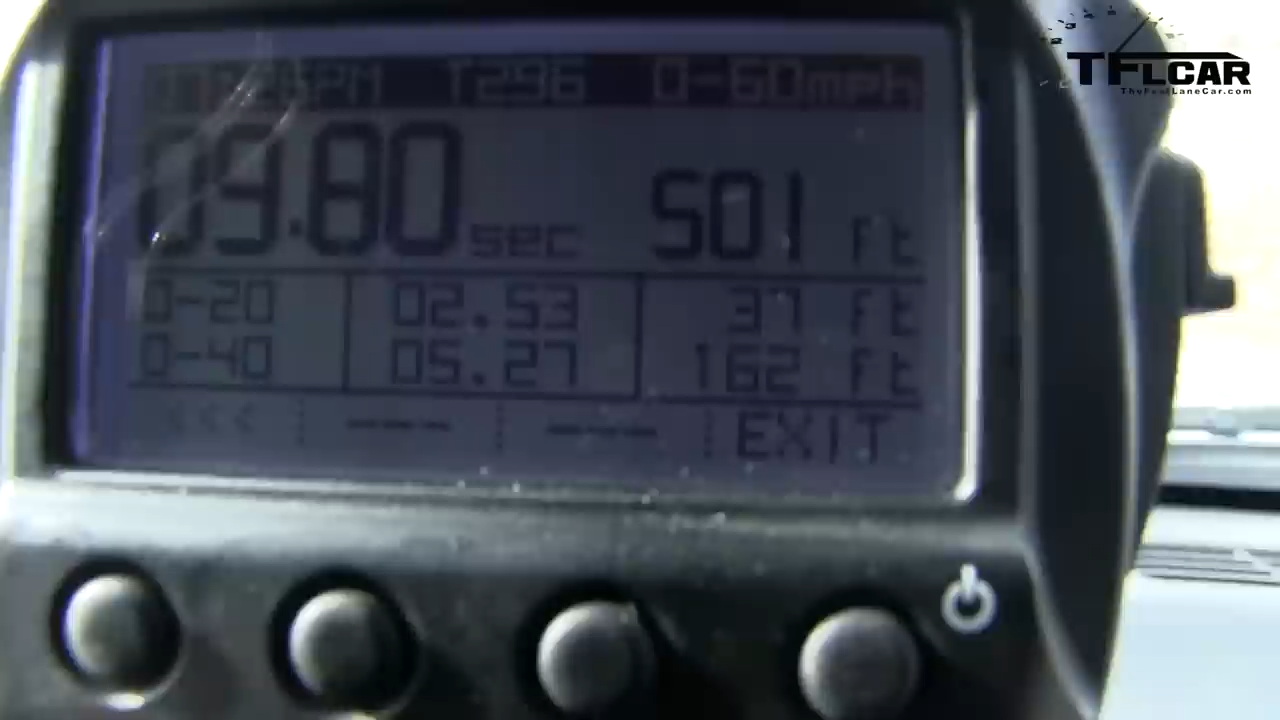 T296 0-60mph
09.80 sec 501 ft
0-20 02.53 37 ft
0-40 05.27 162 ft
<<< ---- ---- EXIT
TFLCAR
TheFastLaneCar.com